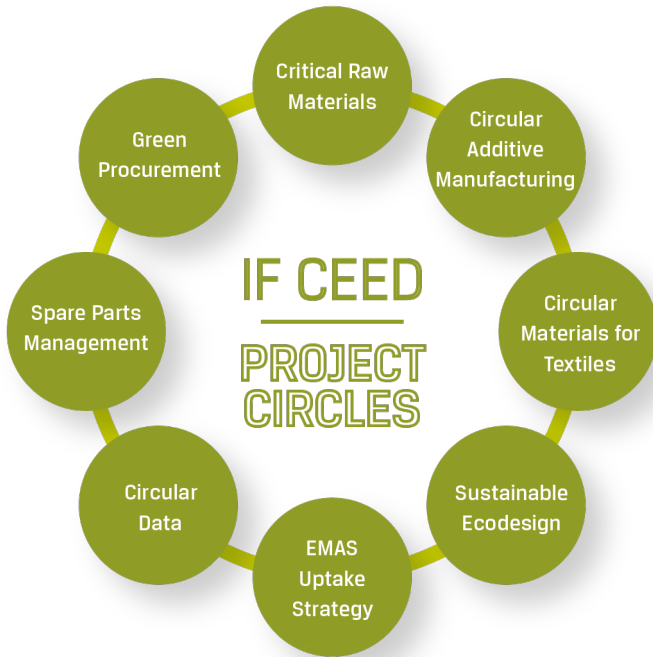 Critical Raw
Materials
Circular
Additive
Manufacturing
Circular
Materials for
Textiles
Sustainable
Ecodesign
EMAS
Uptake
Strategy
Circular
Data
Spare Parts
Management
Green
Procurement
IF CEED
PROJECT
CIRCLES